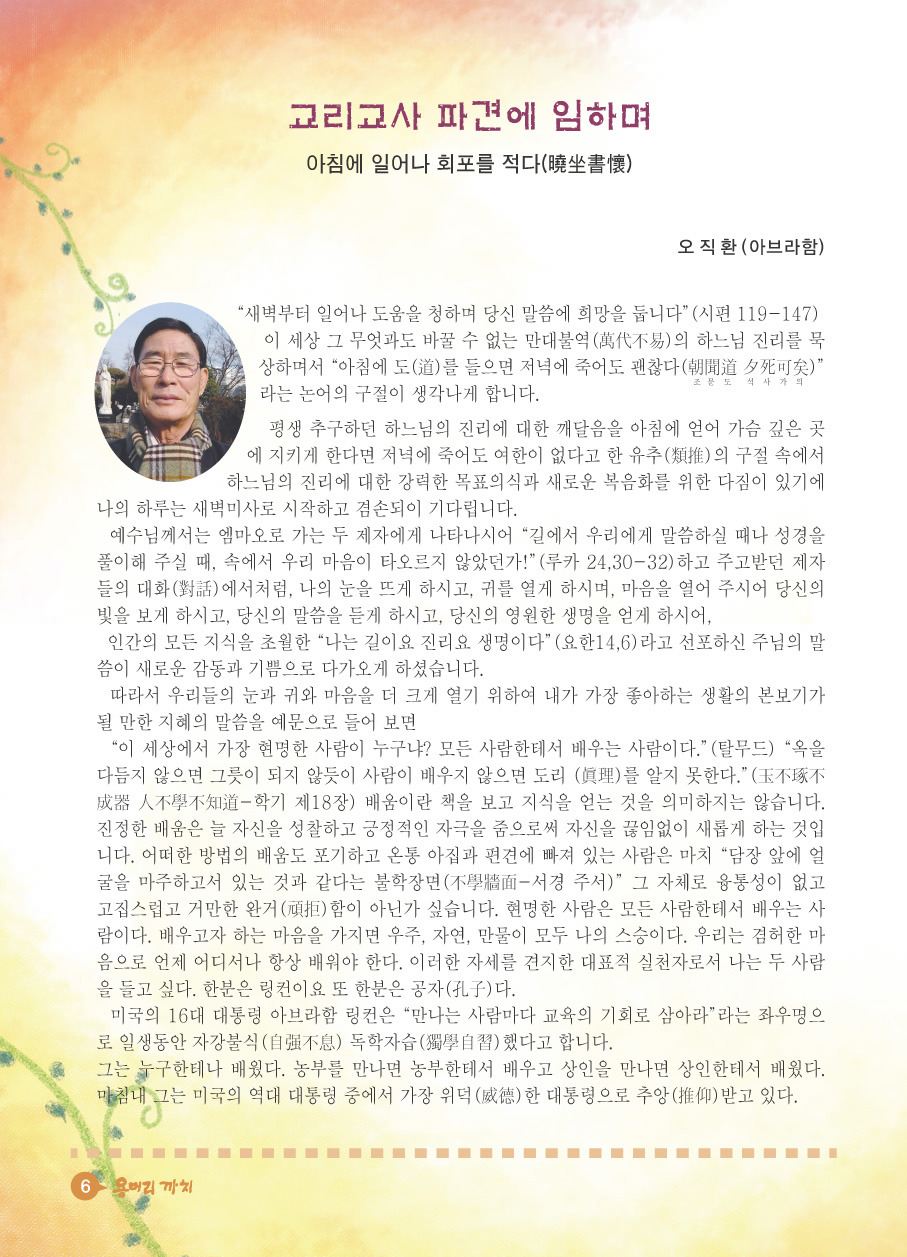 교리교사 파견에 임하며
아침에 일어나 회포를 적다(曉坐書懷)
오 직 환 (아브라함)
“새벽부터 일어나 도움을 청하며 당신 말씀에 희망을 둡니다” (시편 119-147)
이 세상 그 무엇과도 바꿀 수 없는 만대불역(萬代不易)의 하느님 진리를 묵
상하며서 “아침에 도(道)를 들으면 저녁에 죽어도 괜찮다(朝聞道 夕死可矣)”
조 문 도 석 사 가 의
라는 논어의 구절이 생각나게 합니다.
평생 추구하던 하느님의 진리에 대한 깨달음을 아침에 얻어 가슴 깊은 곳
에 지키게 한다면 저녁에 죽어도 여한이 없다고 한 유추(類推)의 구절 속에서
하느님의 진리에 대한 강력한 목표의식과 새로운 복음화를 위한 다짐이 있기에
나의 하루는 새벽미사로 시작하고 겸손되이 기다립니다.
예수님께서는 엠마오로 가는 두 제자에게 나타나시어 “길에서 우리에게 말씀하실 때나 성경을
풀이해 주실 때, 속에서 우리 마음이 타오르지 않았던가!” (루카 24,30-32)하고 주고받던 제자
들의 대화(對話)에서처럼, 나의 눈을 뜨게 하시고, 귀를 열게 하시며, 마음을 열어 주시어 당신의
빛을 보게 하시고, 당신의 말씀을 듣게 하시고, 당신의 영원한 생명을 얻게 하시어,
인간의 모든 지식을 초월한 “나는 길이요 진리요 생명이다” (요한14,6)라고 선포하신 주님의 말
씀이 새로운 감동과 기쁨으로 다가오게 하셨습니다.
따라서 우리들의 눈과 귀와 마음을 더 크게 열기 위하여 내가 가장 좋아하는 생활의 본보기가
될 만한 지혜의 말씀을 예문으로 들어 보면
“이 세상에서 가장 현명한 사람이 누구냐? 모든 사람한테서 배우는 사람이다.” (탈무드) “옥을
다듬지 않으면 그릇이 되지 않듯이 사람이 배우지 않으면 도리 (眞理)를 알지 못한다.” (玉不琢不
成器 人不學不知道-학기 제18장) 배움이란 책을 보고 지식을 얻는 것을 의미하지는 않습니다.
진정한 배움은 늘 자신을 성찰하고 긍정적인 자극을 줌으로써 자신을 끊임없이 새롭게 하는 것입
니다. 어떠한 방법의 배움도 포기하고 온통 아집과 편견에 빠져 있는 사람은 마치 “담장 앞에 얼
굴을 마주하고서 있는 것과 같다는 불학장면(不學牆面-서경 주서)” 그 자체로 융통성이 없고
고집스럽고 거만한 완거(頑拒)함이 아닌가 싶습니다. 현명한 사람은 모든 사람한테서 배우는 사
람이다. 배우고자 하는 마음을 가지면 우주, 자연, 만물이 모두 나의 스승이다. 우리는 겸허한 마
음으로 언제 어디서나 항상 배워야 한다. 이러한 자세를 견지한 대표적 실천자로서 나는 두 사람
을 들고 싶다. 한분은 링컨이요 또 한분은 공자(孔子)다.
미국의 16대 대통령 아브라함 링컨은 “만나는 사람마다 교육의 기회로 삼아라”라는 좌우명으
로 일생동안 자강불식(自强不息) 독학자습(獨學自習)했다고 합니다.
그는 누구한테나 배웠다. 농부를 만나면 농부한테서 배우고 상인을 만나면 상인한테서 배웠다.
마침내 그는 미국의 역대 대통령 중에서 가장 위덕(威德)한 대통령으로 추앙(推仰)받고 있다.
6 용머리 까치